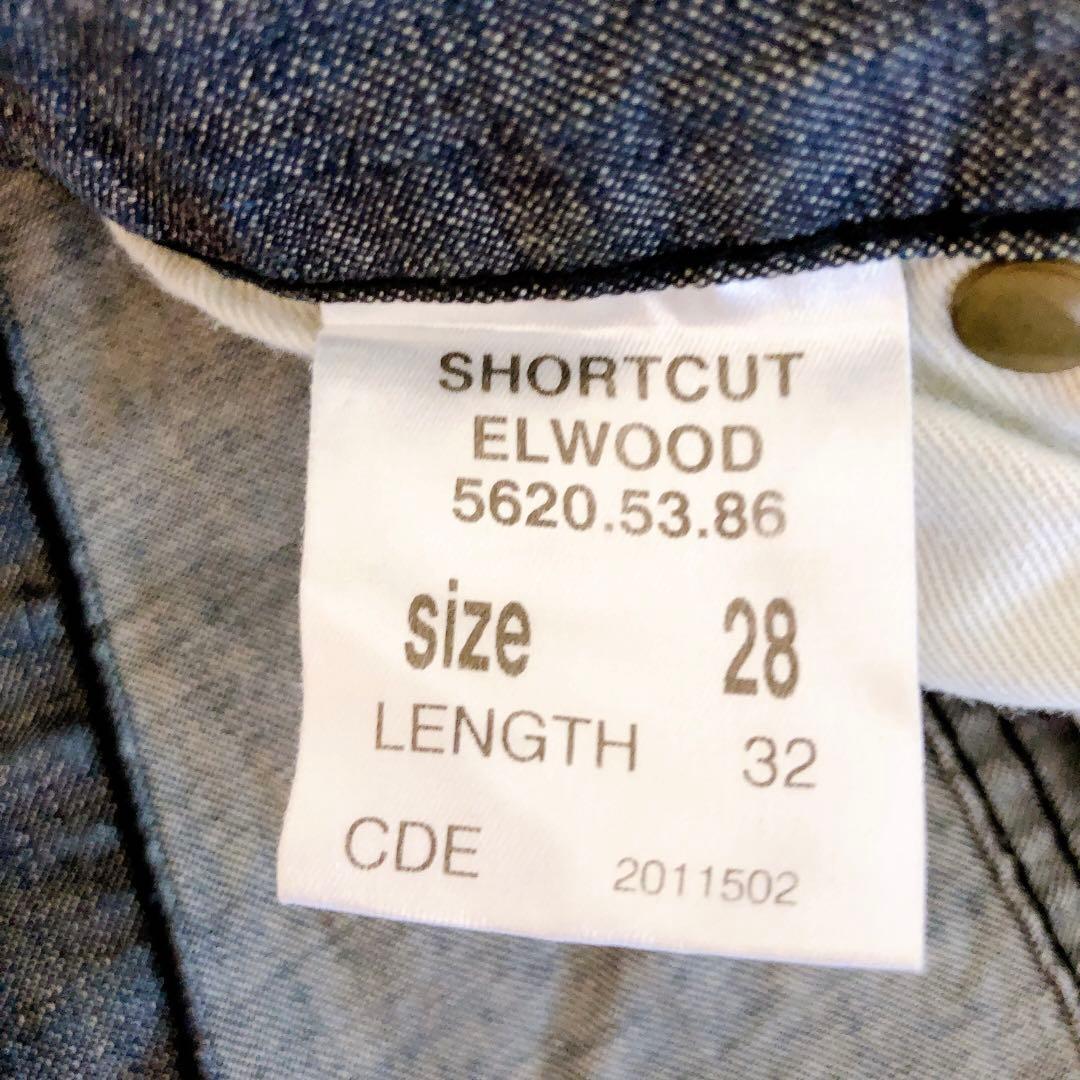 SHORTCUT
ELWOOD
5620.53.86
size 28
LENGTH 32
CDE 2011502